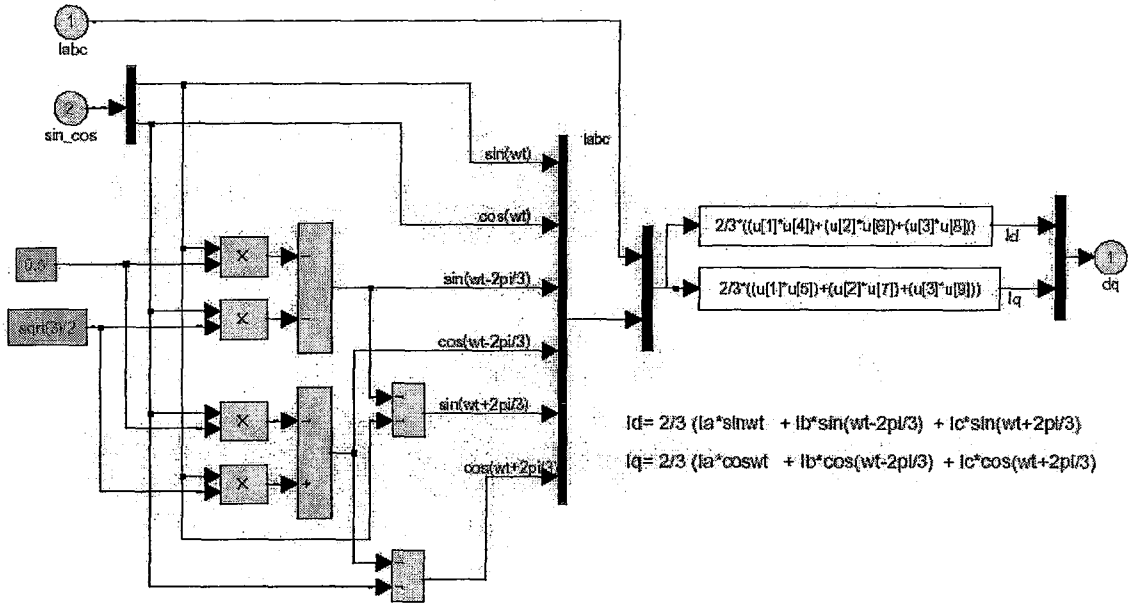 1
Iabc
2
sin_cos
0.5
sqrt(3)/2
×
×
×
×
−
−
−
−
−
+
−
−
−
−
sin(wt)
cos(wt)
sin(wt-2pi/3)
cos(wt-2pi/3)
sin(wt+2pi/3)
cos(wt+2pi/3)
Iabc
2/3*((u[1]*u[4])+(u[2]*u[6])+(u[3]*u[8]))
Id
2/3*((u[1]*u[5])+(u[2]*u[7])+(u[3]*u[9]))
Iq
1
dq
Id= 2/3 (Ia*sinwt + Ib*sin(wt-2pi/3) + Ic*sin(wt+2pi/3)
Iq= 2/3 (Ia*coswt + Ib*cos(wt-2pi/3) + Ic*cos(wt+2pi/3)